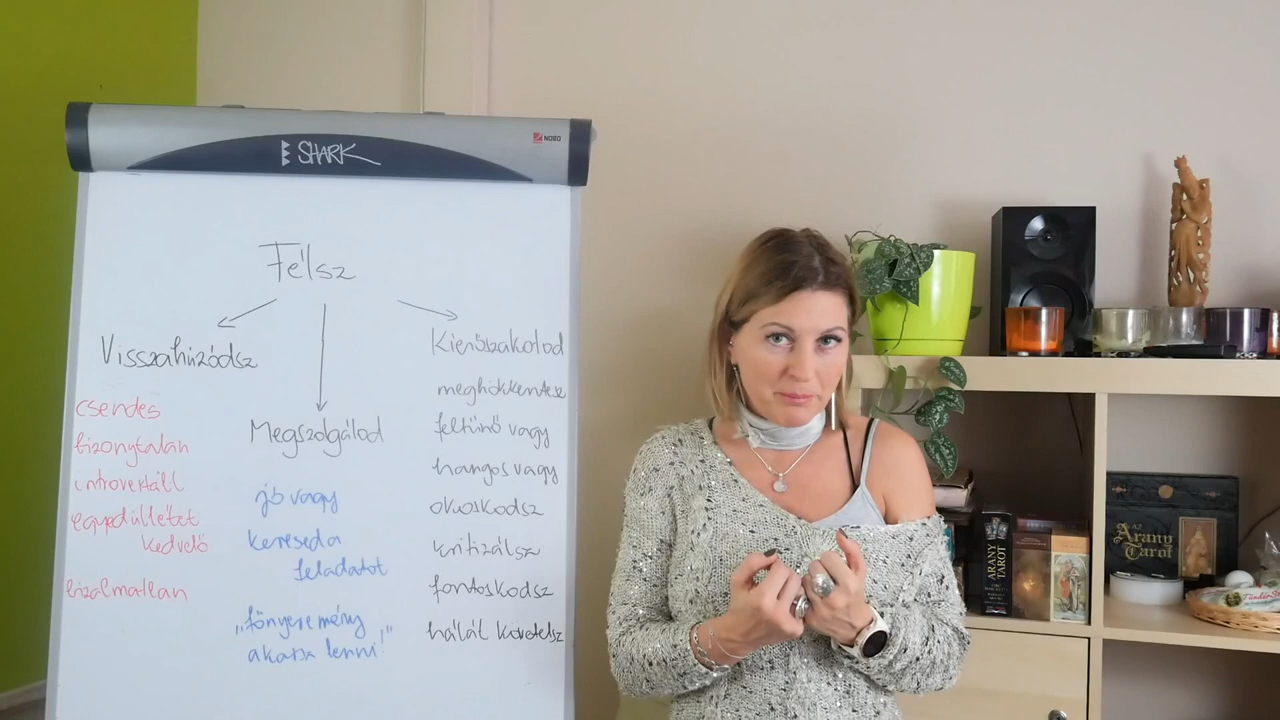 SHARK
NOBO
Félsz
Visszahúzódsz
csendes
bizonytalan
introvertált
egyedüllétet
kedvelő
bizalmatlan
Megszolgálod
jó vagy
keresed a
feladatot
„főnyeremény
akarsz lenni!"
Kierőszakolod
meghökkentesz
feltűnő vagy
hangos vagy
okoskodsz
kritizálsz
fontoskodsz
hálát követelsz
ARANY
TAROT
AZ
Arany
Tarot